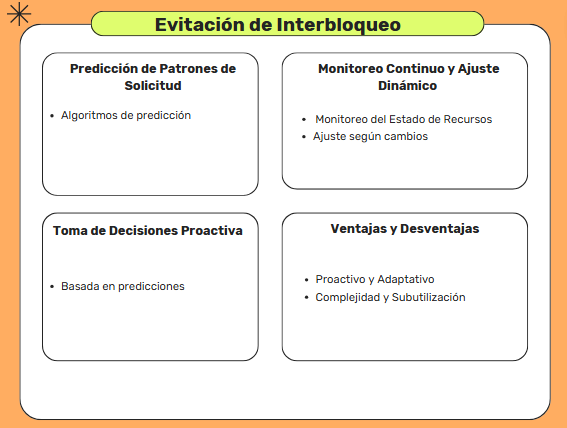 Evitación de Interbloqueo
Predicción de Patrones de
Solicitud
• Algoritmos de predicción
Monitoreo Continuo y Ajuste
Dinámico
• Monitoreo del Estado de Recursos
• Ajuste según cambios
Toma de Decisiones Proactiva
• Basada en predicciones
Ventajas y Desventajas
• Proactivo y Adaptativo
• Complejidad y Subutilización